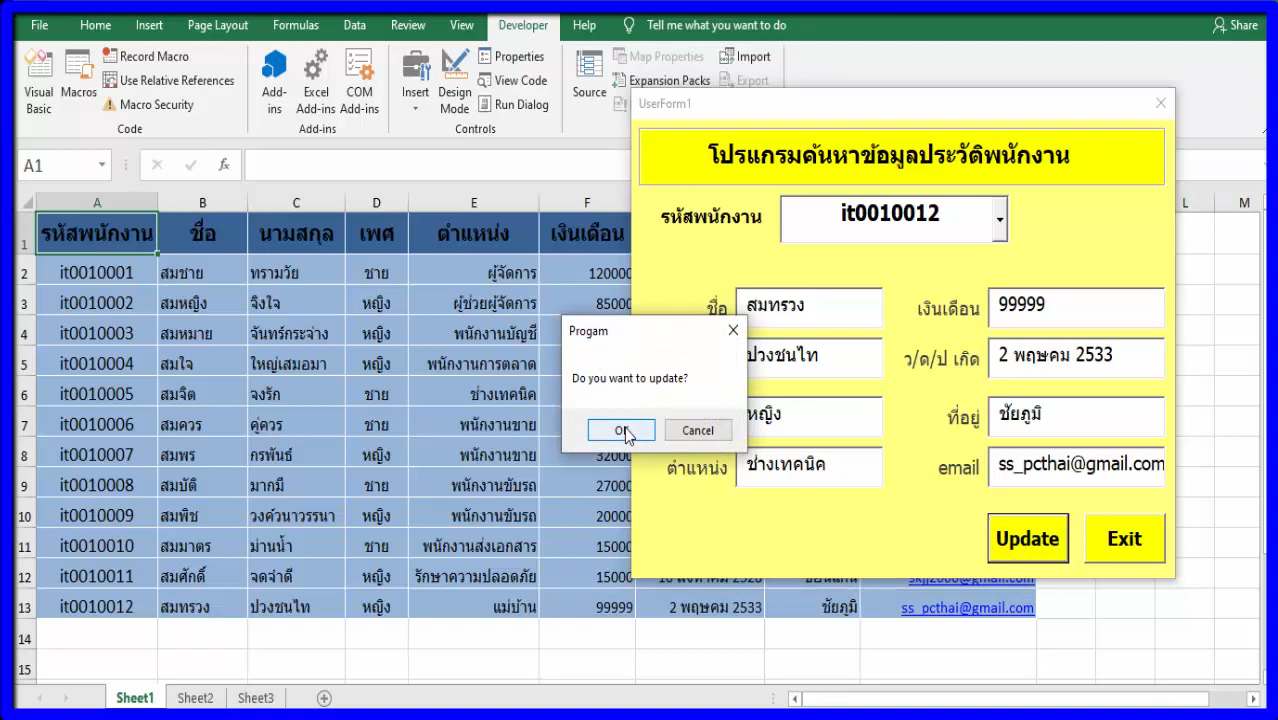 File Home Insert Page Layout Formulas Data Review View Developer Help Tell me what you want to do Share
Visual Basic
Macros
Record Macro
Use Relative References
Macro Security
Code
Add-ins
Excel Add-ins
COM Add-ins
Add-ins
Insert
Design Mode
Properties
View Code
Run Dialog
Controls
Source
Map Properties
Expansion Packs
Import
Export
A1
fx
UserForm1
โปรแกรมค้นหาข้อมูลประวัติพนักงาน
รหัสพนักงาน it0010012
ชื่อ สมทรวง เงินเดือน 99999
ปวงชนไท ว/ด/ป เกิด 2 พฤษคม 2533
หญิง ที่อยู่ ชัยภูมิ
ตำแหน่ง ช่างเทคนิค email ss_pcthai@gmail.com
Update Exit
Progam
Do you want to update?
Cancel
A B C D E F L M
1 รหัสพนักงาน ชื่อ นามสกุล เพศ ตำแหน่ง เงินเดือน
2 it0010001 สมชาย ทรามวัย ชาย ผู้จัดการ 120000
3 it0010002 สมหญิง จิงใจ หญิง ผู้ช่วยผู้จัดการ 85000
4 it0010003 สมหมาย จันทร์กระจ่าง หญิง พนักงานบัญชี
5 it0010004 สมใจ ใหญ่เสมอมา หญิง พนักงานการตลาด
6 it0010005 สมจิต จงรัก ชาย ช่างเทคนิค
7 it0010006 สมควร คู่ควร ชาย พนักงานขาย
8 it0010007 สมพร กรพันธ์ หญิง พนักงานขาย 32000
9 it0010008 สมบัติ มากมี ชาย พนักงานขับรถ 27000
10 it0010009 สมพิช วงค์วนาวรรนา หญิง พนักงานขับรถ 20000
11 it0010010 สมมาตร ม่านน้ำ ชาย พนักงานส่งเอกสาร 15000
12 it0010011 สมศักดิ์ จดจำดี หญิง รักษาความปลอดภัย 15000
13 it0010012 สมทรวง ปวงชนไท หญิง แม่บ้าน 99999 2 พฤษคม 2533 ชัยภูมิ ss_pcthai@gmail.com
14
15
Sheet1 Sheet2 Sheet3